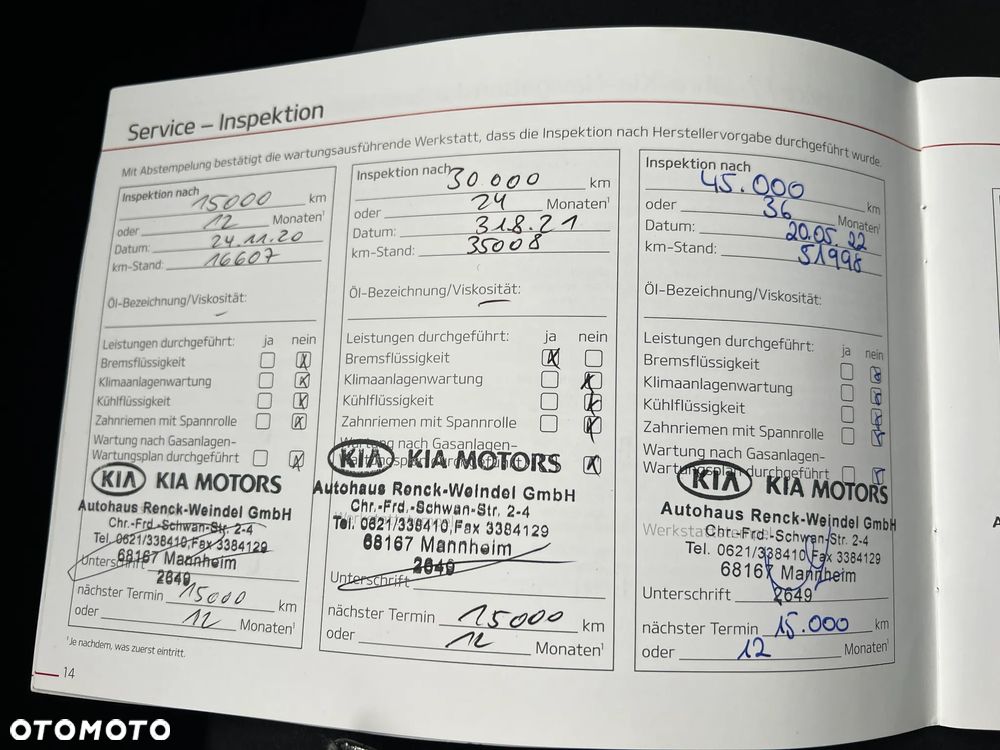 Service – Inspektion
Mit Abstempelung bestätigt die wartungsausführende Werkstatt, dass die Inspektion nach Herstellervorgabe durchgeführt wurde.
Inspektion nach 15000 km
oder 12 Monaten¹
Datum: 24.11.20
km-Stand: 16607
Öl-Bezeichnung/Viskosität:
Leistungen durchgeführt: ja nein
Bremsflüssigkeit
Klimaanlagenwartung
Kühlflüssigkeit
Zahnriemen mit Spannrolle
Wartung nach Gasanlagen-
Wartungsplan durchgeführt
KIA KIA MOTORS
Autohaus Renck-Weindel GmbH
Chr.-Frd.-Schwan-Str. 2-4
Tel. 0621/338410, Fax 3384129
68167 Mannheim
2649
Unterschrift
nächster Termin 15000 km
oder 12 Monaten¹
¹Je nachdem, was zuerst eintritt.
Inspektion nach 30.000 km
oder 24 Monaten¹
Datum: 31.8.21
km-Stand: 35008
Öl-Bezeichnung/Viskosität:
Leistungen durchgeführt: ja nein
Bremsflüssigkeit
Klimaanlagenwartung
Kühlflüssigkeit
Zahnriemen mit Spannrolle
Wartung nach Gasanlagen-
Wartungsplan durchgeführt
KIA KIA MOTORS
Autohaus Renck-Weindel GmbH
Chr.-Frd.-Schwan-Str. 2-4
Tel. 0621/338410, Fax 3384129
68167 Mannheim
2649
Unterschrift
nächster Termin 15000 km
oder 12 Monaten¹
Inspektion nach 45.000 km
oder 36 Monaten¹
Datum: 20.05.22
km-Stand: 51998
Öl-Bezeichnung/Viskosität:
Leistungen durchgeführt: ja nein
Bremsflüssigkeit
Klimaanlagenwartung
Kühlflüssigkeit
Zahnriemen mit Spannrolle
Wartung nach Gasanlagen-
Wartungsplan durchgeführt
KIA KIA MOTORS
Autohaus Renck-Weindel GmbH
Chr.-Frd.-Schwan-Str. 2-4
Tel. 0621/338410 Fax 3384129
68167 Mannheim
2649
Unterschrift
nächster Termin 15.000 km
oder 12 Monaten¹
14
OTOMOTO